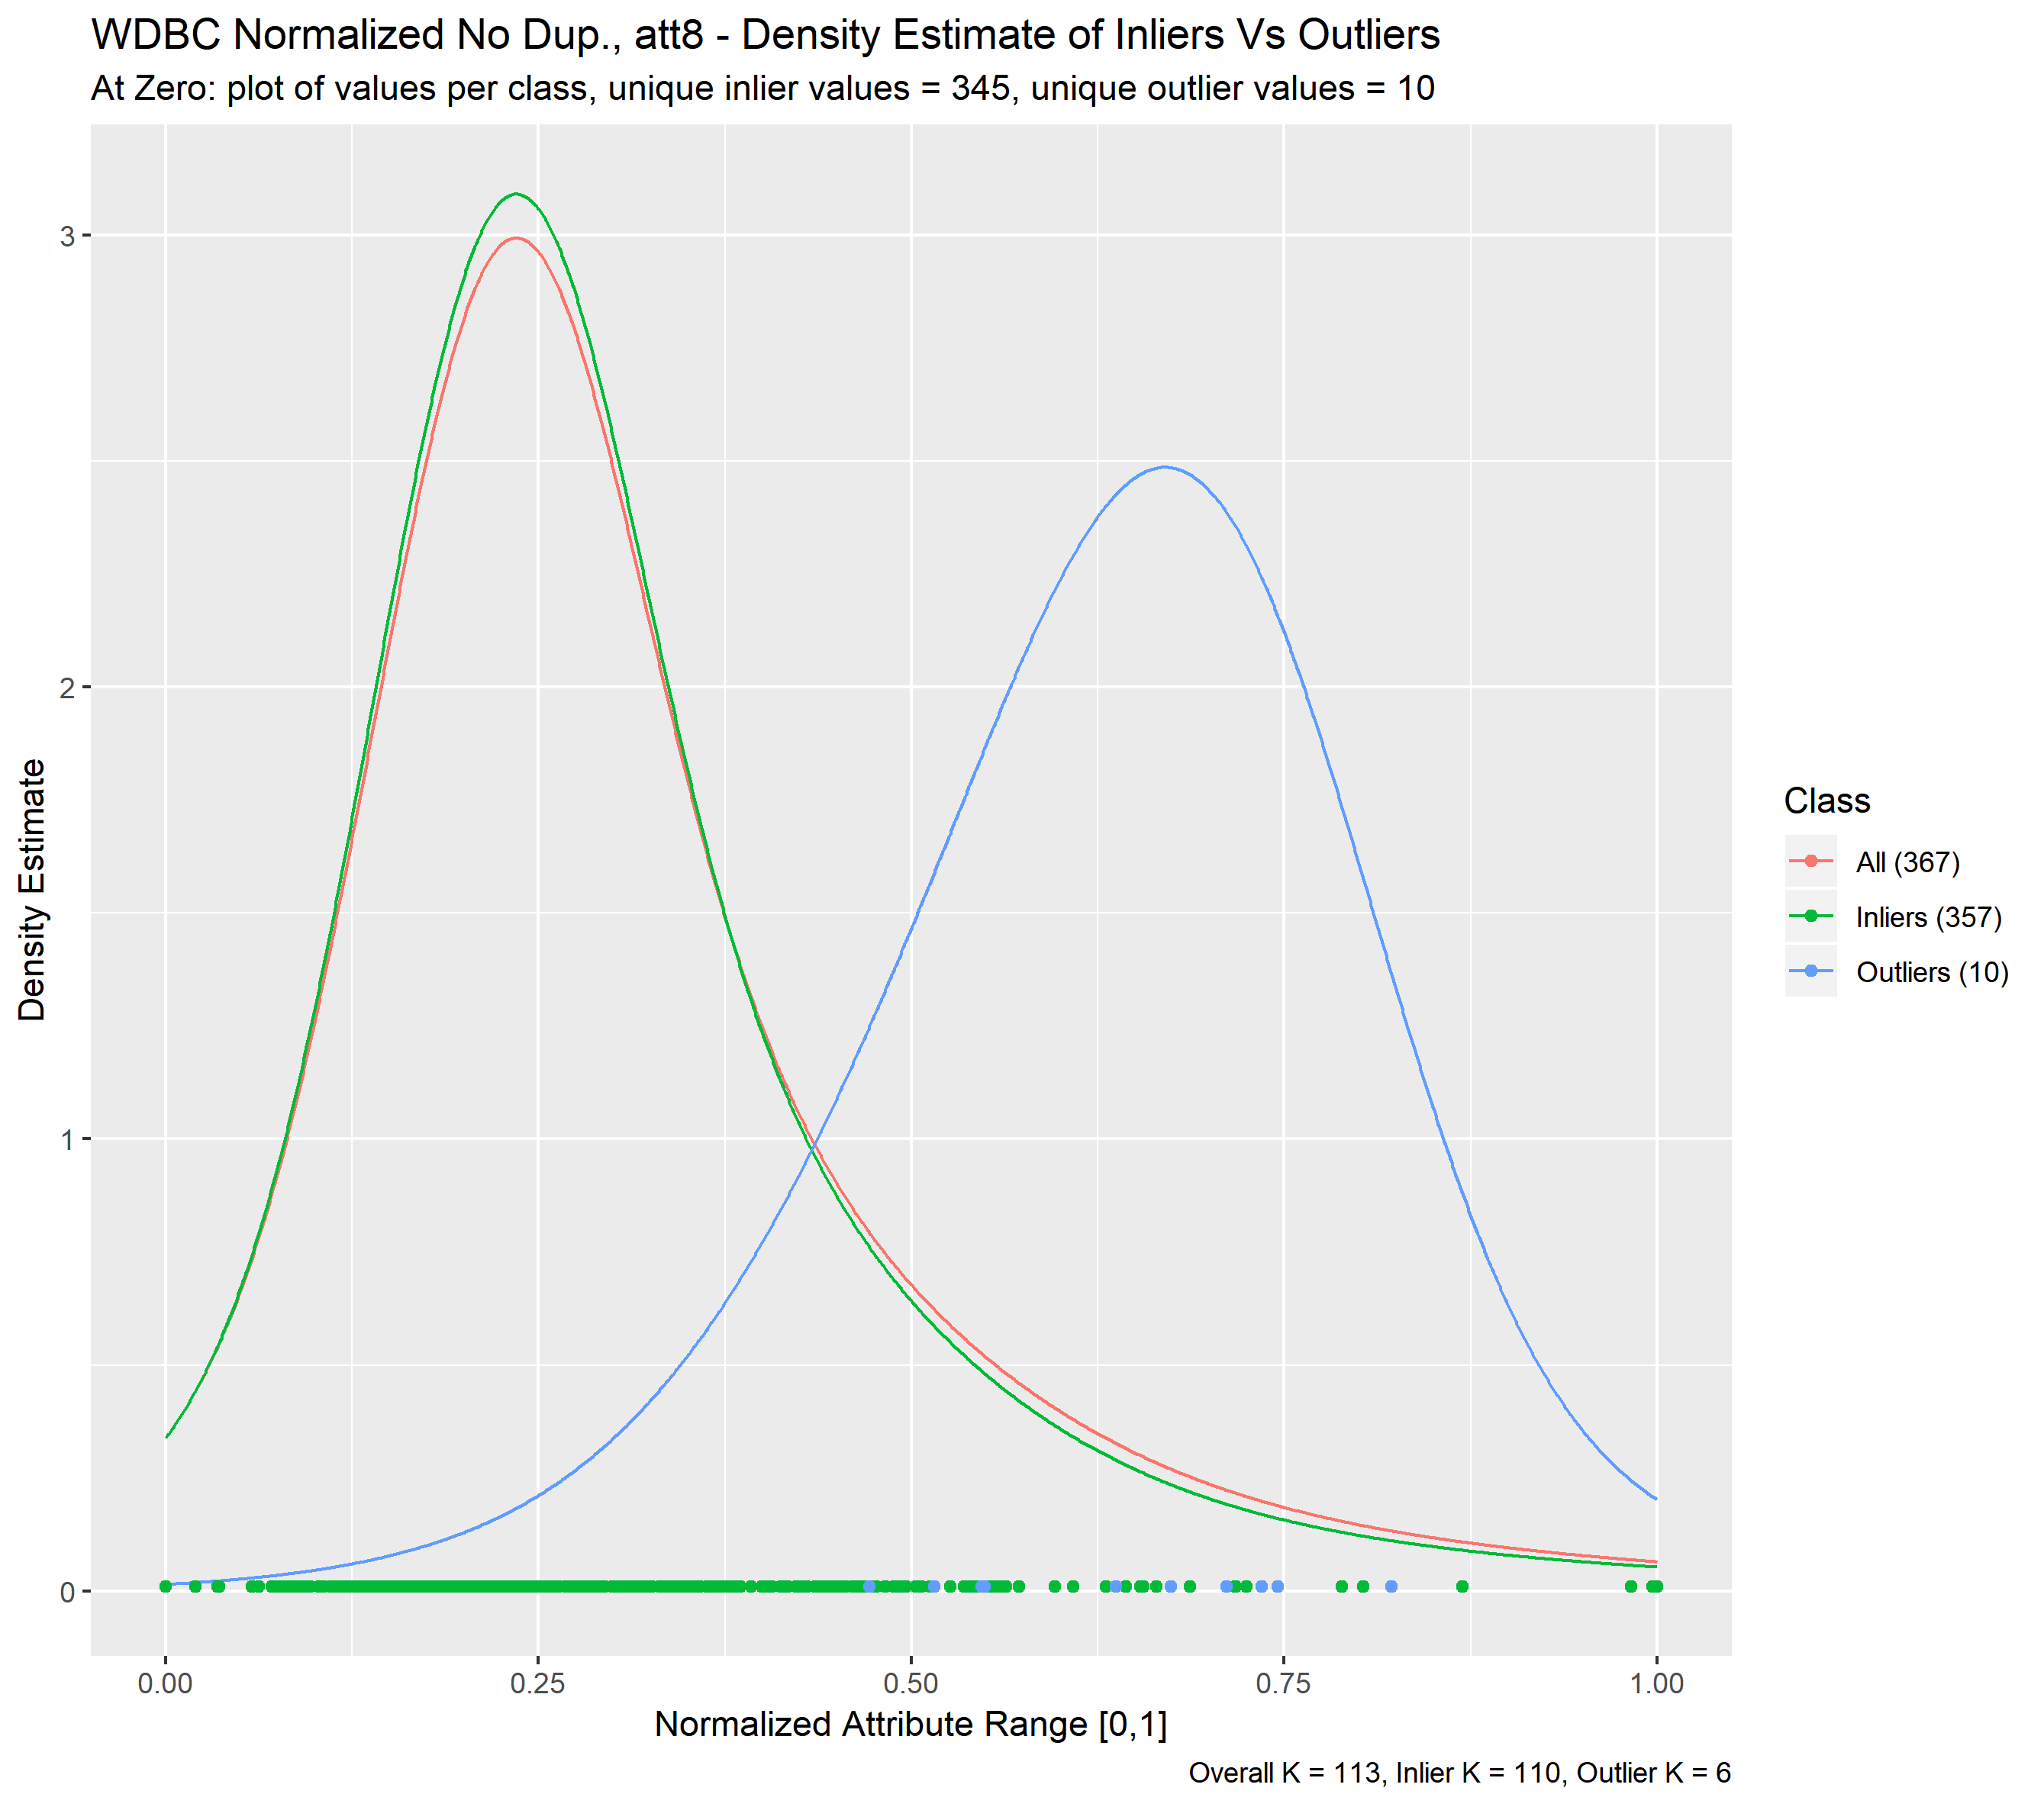 WDBC Normalized No Dup., att8 - Density Estimate of Inliers Vs Outliers
At Zero: plot of values per class, unique inlier values = 345, unique outlier values = 10
3
2
1
0
Density Estimate
0.00 0.25 0.50 0.75 1.00
Normalized Attribute Range [0,1]
Class
All (367)
Inliers (357)
Outliers (10)
Overall K = 113, Inlier K = 110, Outlier K = 6